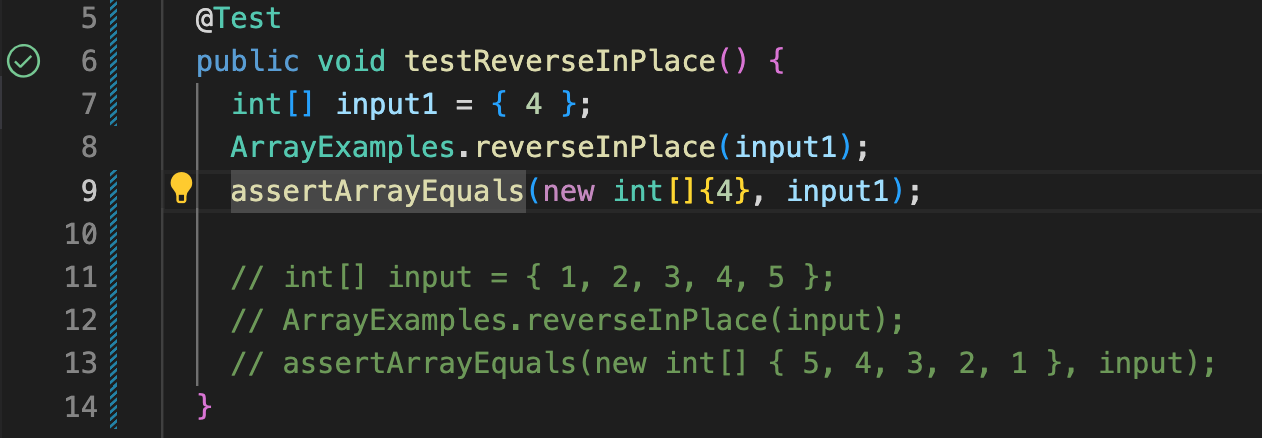 5 @Test
6 public void testReverseInPlace() {
7 int[] input1 = { 4 };
8 ArrayExamples.reverseInPlace(input1);
9 assertArrayEquals(new int[]{4}, input1);
10
11 // int[] input = { 1, 2, 3, 4, 5 };
12 // ArrayExamples.reverseInPlace(input);
13 // assertArrayEquals(new int[] { 5, 4, 3, 2, 1 }, input);
14 }